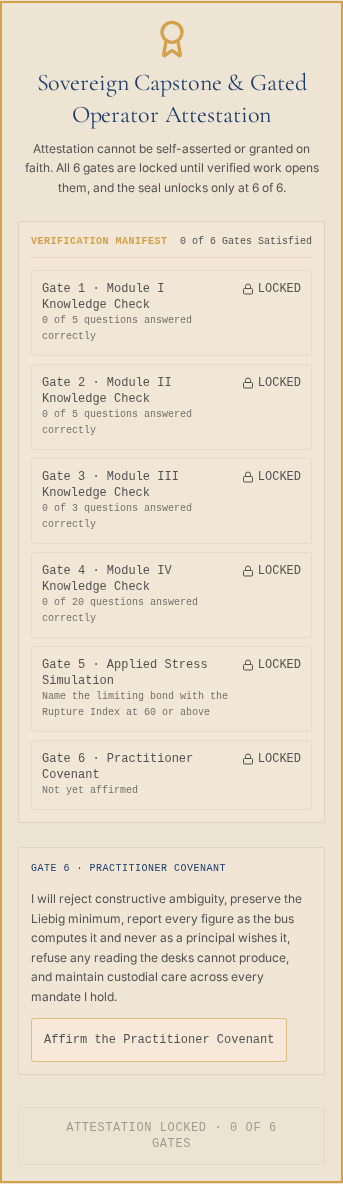 Sovereign Capstone & Gated
Operator Attestation
Attestation cannot be self-asserted or granted on
faith. All 6 gates are locked until verified work opens
them, and the seal unlocks only at 6 of 6.
VERIFICATION MANIFEST 0 of 6 Gates Satisfied
Gate 1 · Module I
Knowledge Check
LOCKED
0 of 5 questions answered
correctly
Gate 2 · Module II
Knowledge Check
LOCKED
0 of 5 questions answered
correctly
Gate 3 · Module III
Knowledge Check
LOCKED
0 of 3 questions answered
correctly
Gate 4 · Module IV
Knowledge Check
LOCKED
0 of 20 questions answered
correctly
Gate 5 · Applied Stress
Simulation
LOCKED
Name the limiting bond with the
Rupture Index at 60 or above
Gate 6 · Practitioner
Covenant
LOCKED
Not yet affirmed
GATE 6 · PRACTITIONER COVENANT
I will reject constructive ambiguity, preserve the
Liebig minimum, report every figure as the bus
computes it and never as a principal wishes it,
refuse any reading the desks cannot produce,
and maintain custodial care across every
mandate I hold.
Affirm the Practitioner Covenant
ATTESTATION LOCKED · 0 OF 6
GATES